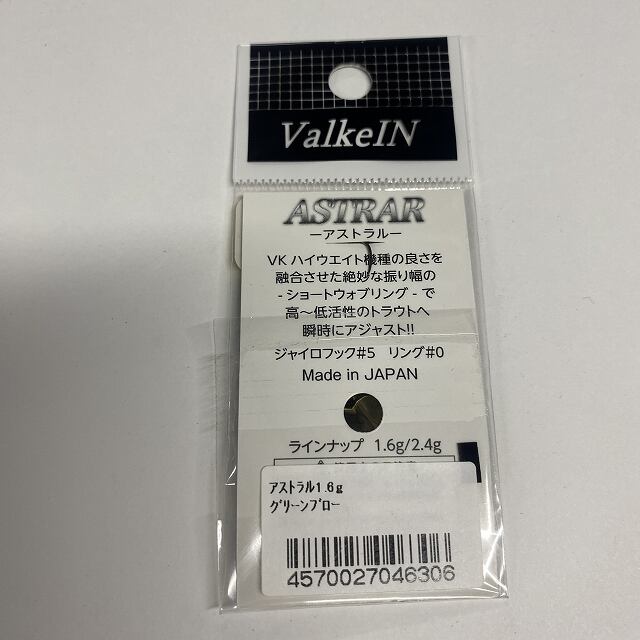 ValkeIN
ASTRAR
ーアストラルー
VK ハイウエイト機種の良さを
融合させた絶妙な振り幅の
- ショートウォブリング - で
高〜低活性のトラウトへ
瞬時にアジャスト!!
ジャイロフック#5 リング#0
Made in JAPAN
ラインナップ 1.6g/2.4g
ｱｽﾄﾗﾙ1.6g
ｸﾞﾘｰﾝﾌﾞﾛｰ
4570027046306